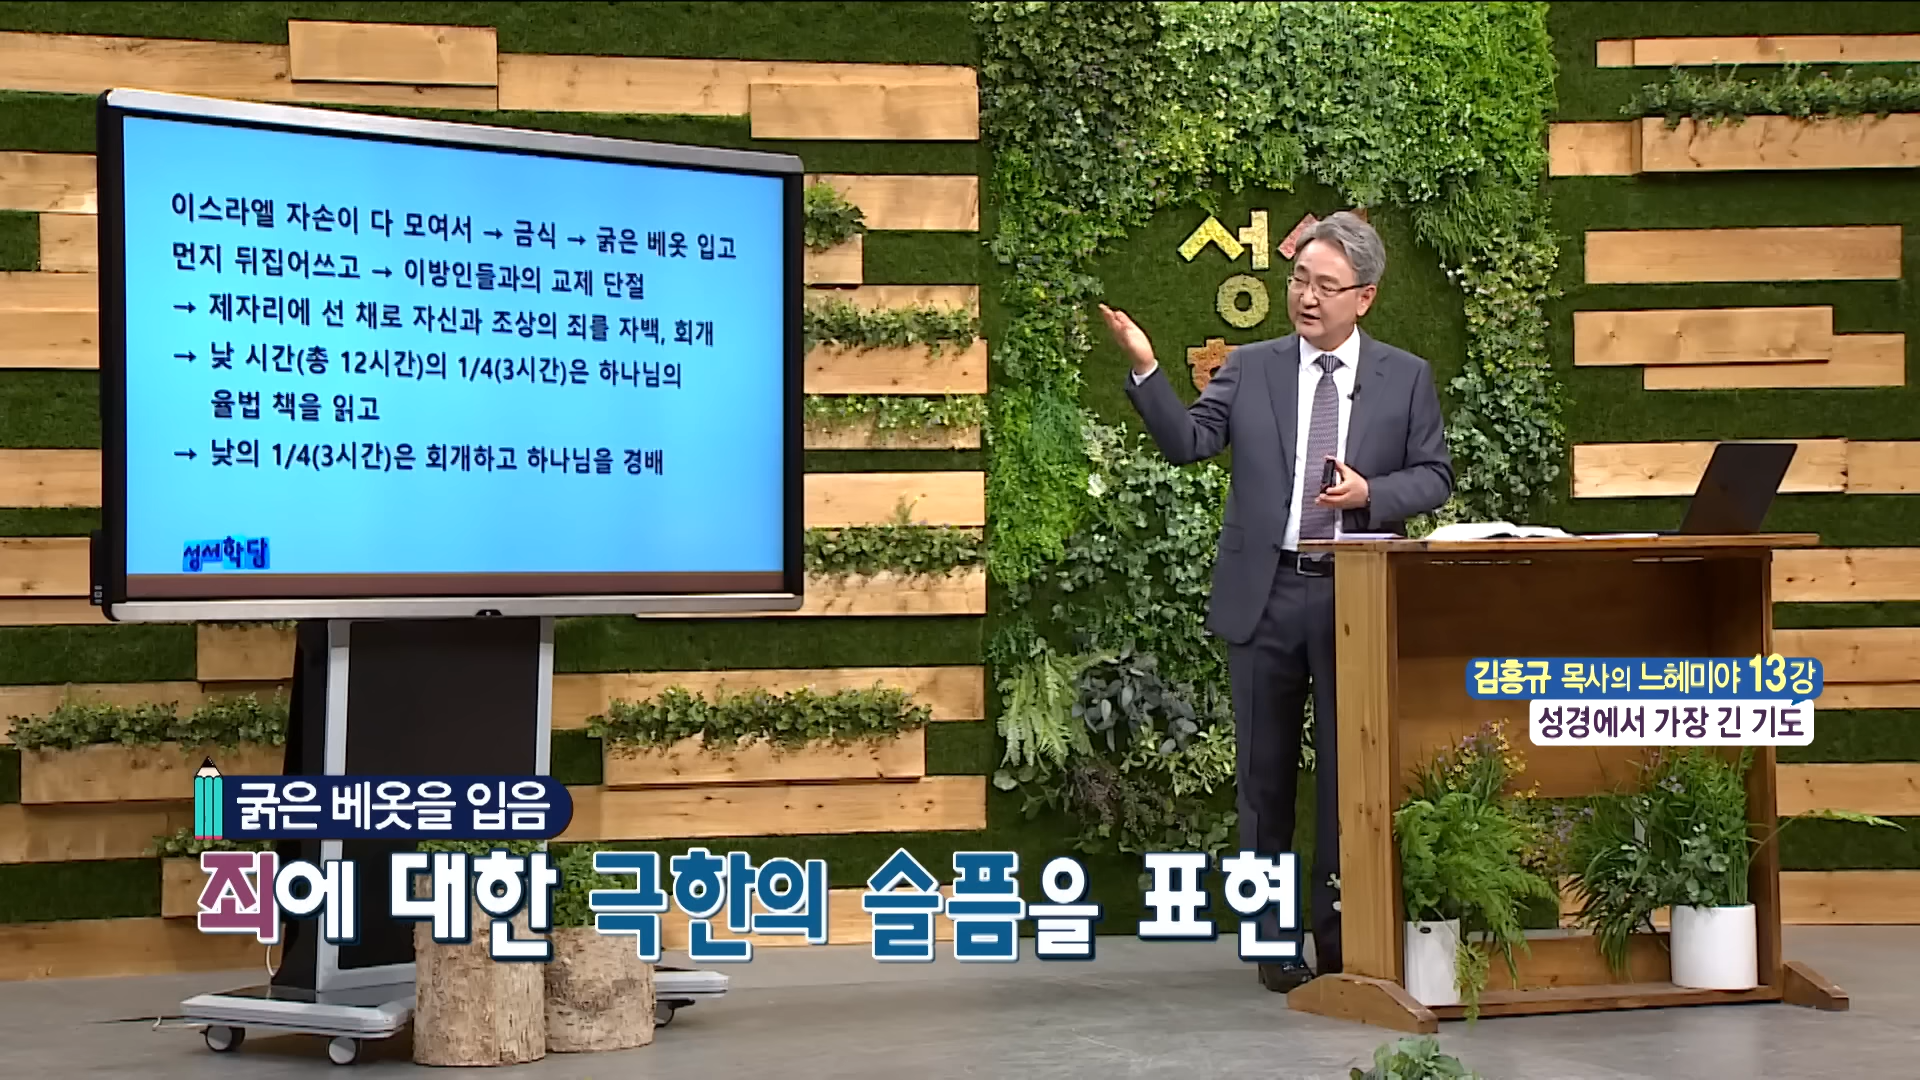 이스라엘 자손이 다 모여서 → 금식 → 굵은 베옷 입고
먼지 뒤집어쓰고 → 이방인들과의 교제 단절
→ 제자리에 선 채로 자신과 조상의 죄를 자백, 회개
→ 낮 시간(총 12시간)의 1/4(3시간)은 하나님의
율법 책을 읽고
→ 낮의 1/4(3시간)은 회개하고 하나님을 경배
성서학당
성
김흥규 목사의 느헤미야 13강
성경에서 가장 긴 기도
굵은 베옷을 입음
죄에 대한 극한의 슬픔을 표현